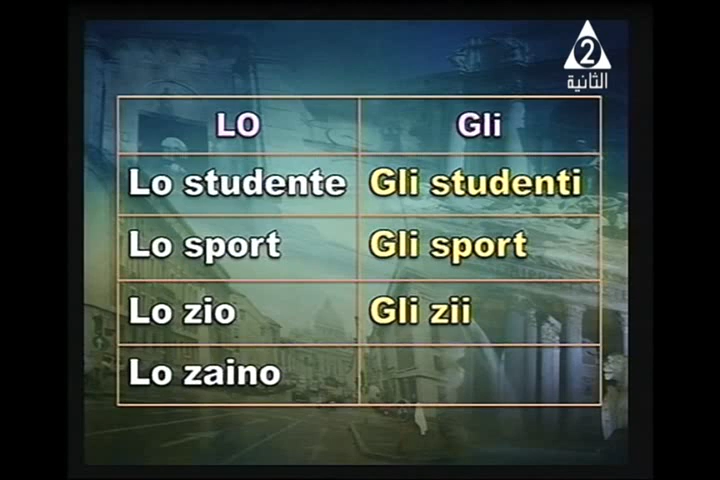 2
الثانية
LO Gli
Lo studente Gli studenti
Lo sport Gli sport
Lo zio Gli zii
Lo zaino